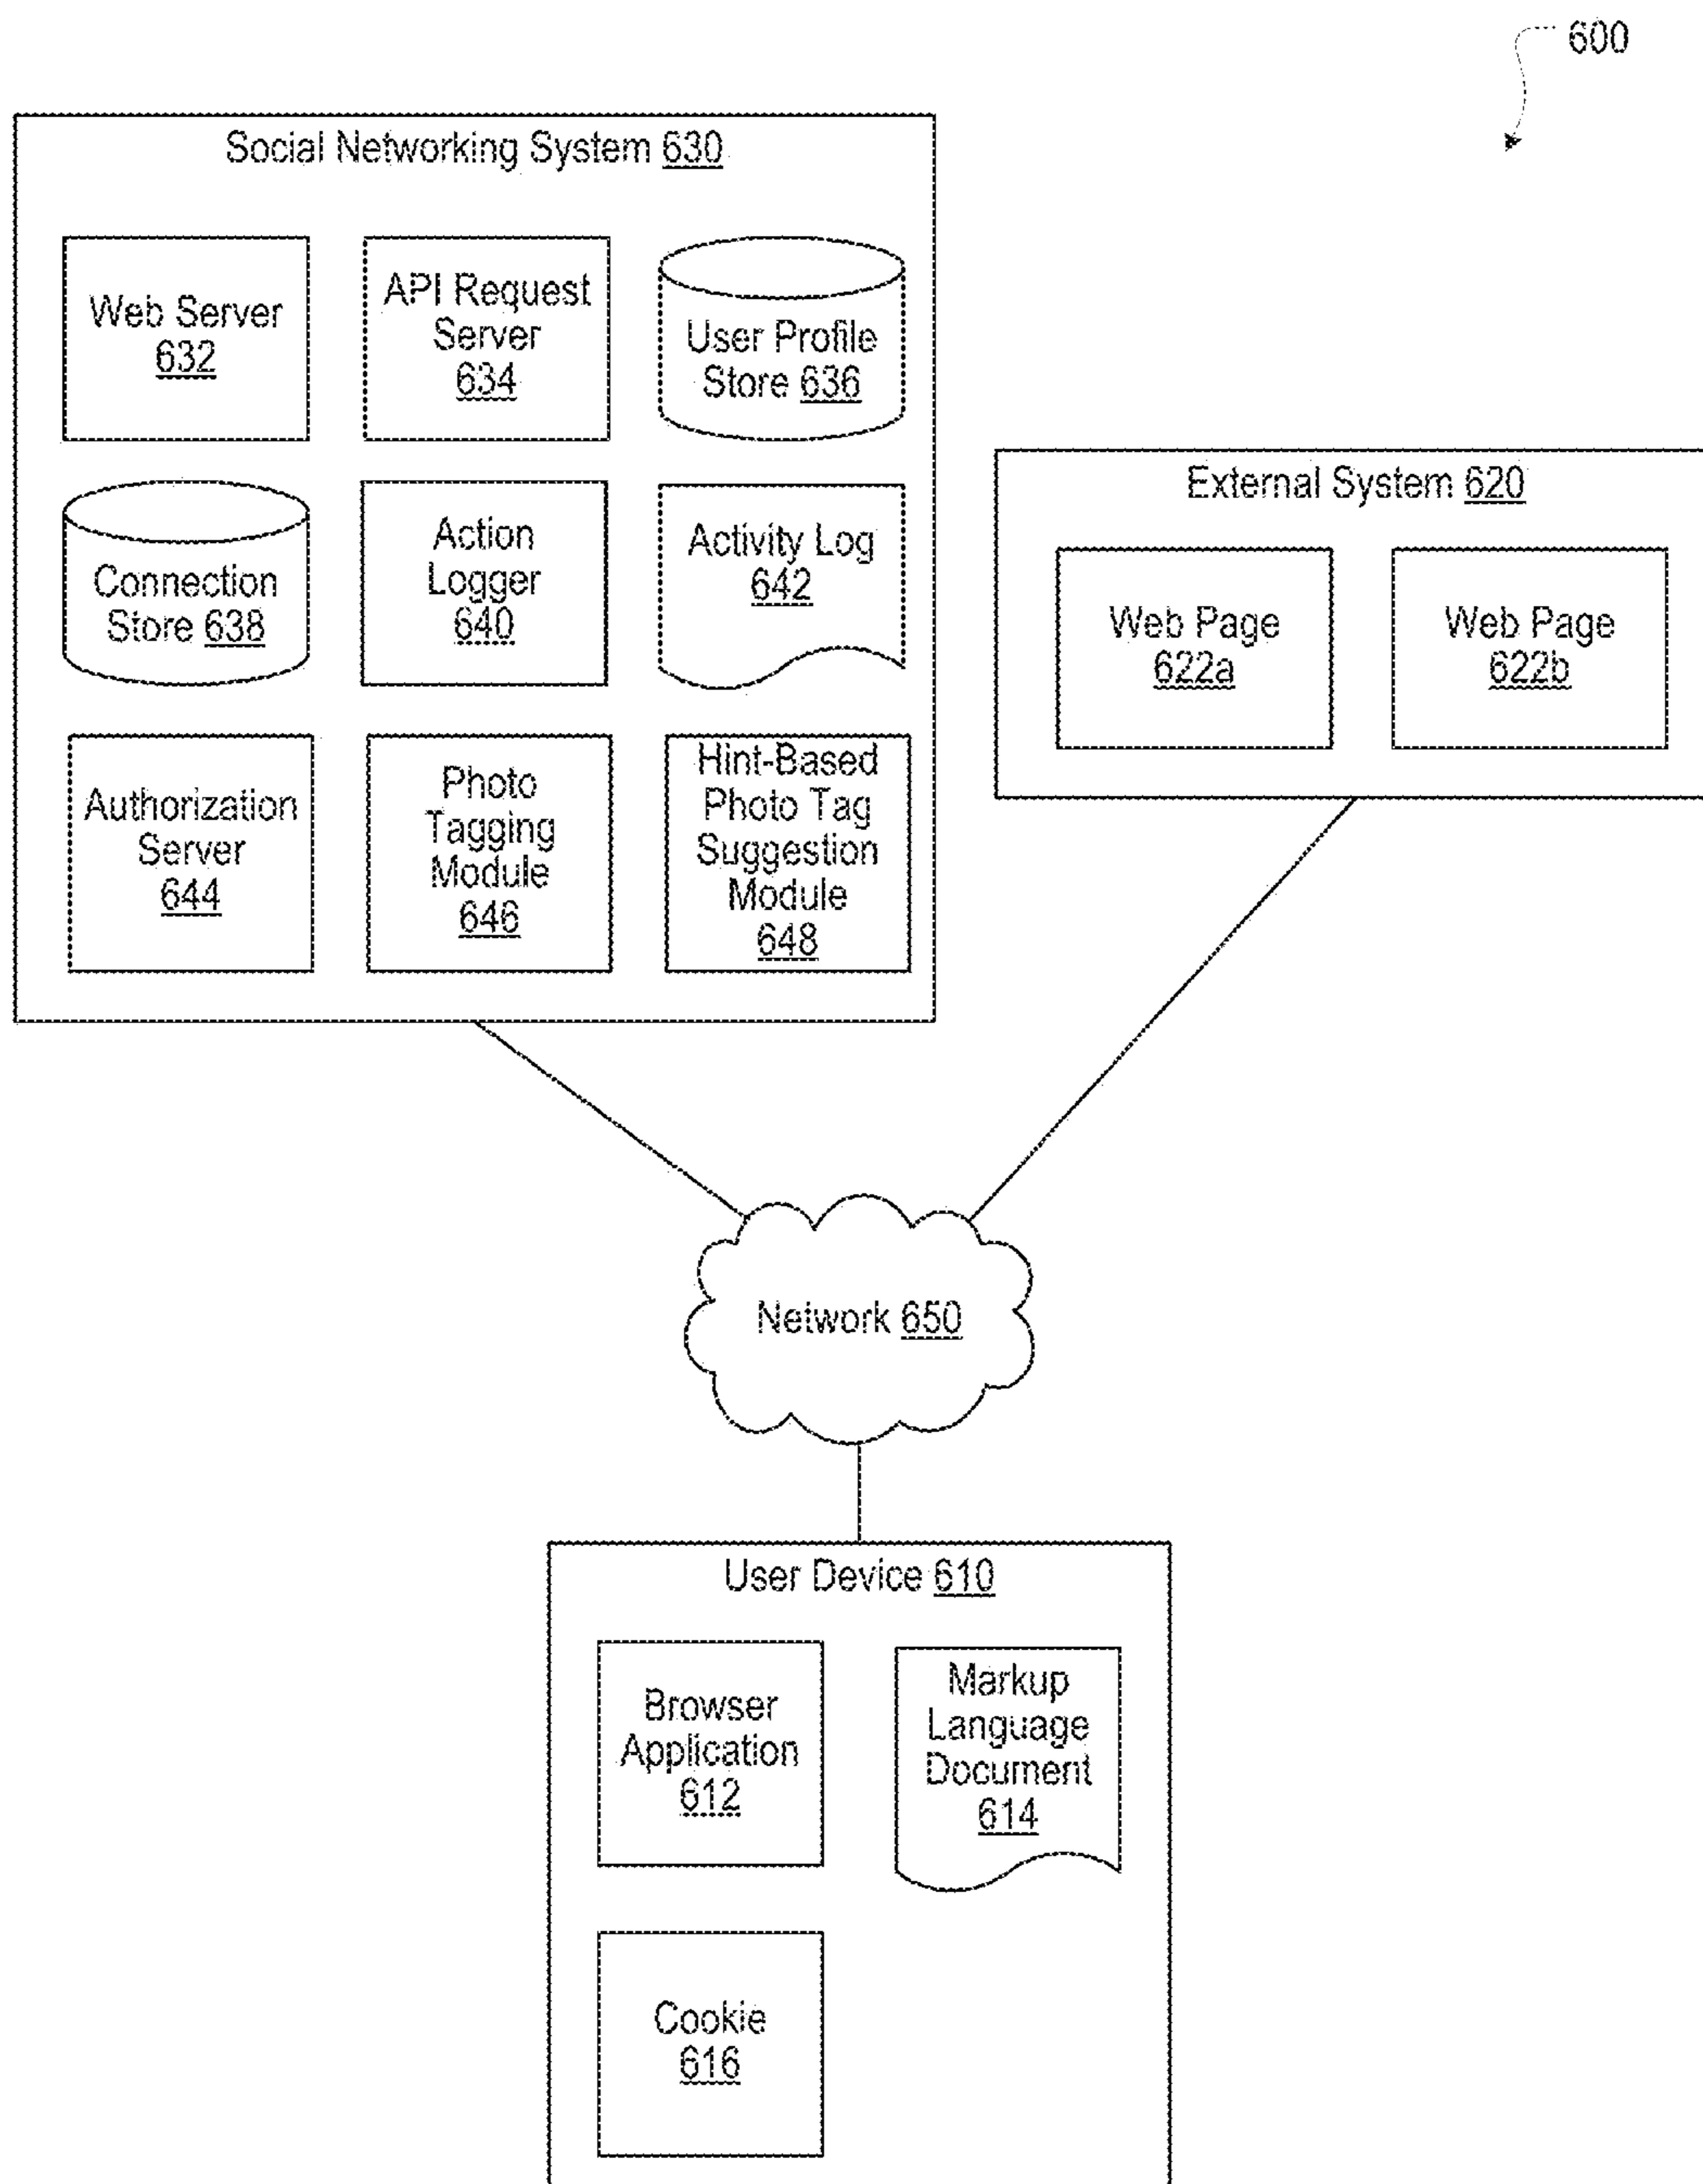 600
Social Networking System 630
Web Server
632
API Request
Server
634
User Profile
Store 636
Connection
Store 638
Action
Logger
640
Activity Log
642
Authorization
Server
644
Photo
Tagging
Module
646
Hint-Based
Photo Tag
Suggestion
Module
648
External System 620
Web Page
622a
Web Page
622b
Network 650
User Device 610
Browser
Application
612
Markup
Language
Document
614
Cookie
616